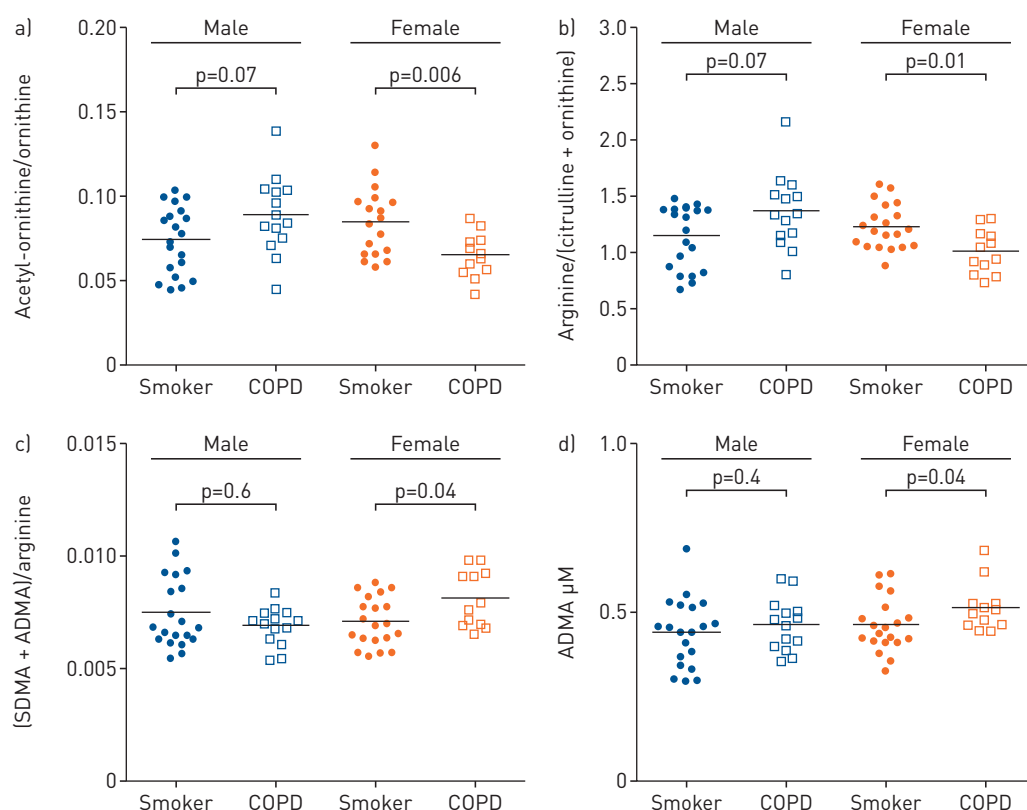 a)
Male
Female
p=0.07
p=0.006
Acetyl-ornithine/ornithine
0.20
0.15
0.10
0.05
0
Smoker
COPD
Smoker
COPD
b)
Male
Female
p=0.07
p=0.01
Arginine/(citrulline + ornithine)
3.0
2.5
2.0
1.5
1.0
0.5
0
Smoker
COPD
Smoker
COPD
c)
Male
Female
p=0.6
p=0.04
(SDMA + ADMA)/arginine
0.015
0.010
0.005
0
Smoker
COPD
Smoker
COPD
d)
Male
Female
p=0.4
p=0.04
ADMA µM
1.0
0.5
0
Smoker
COPD
Smoker
COPD